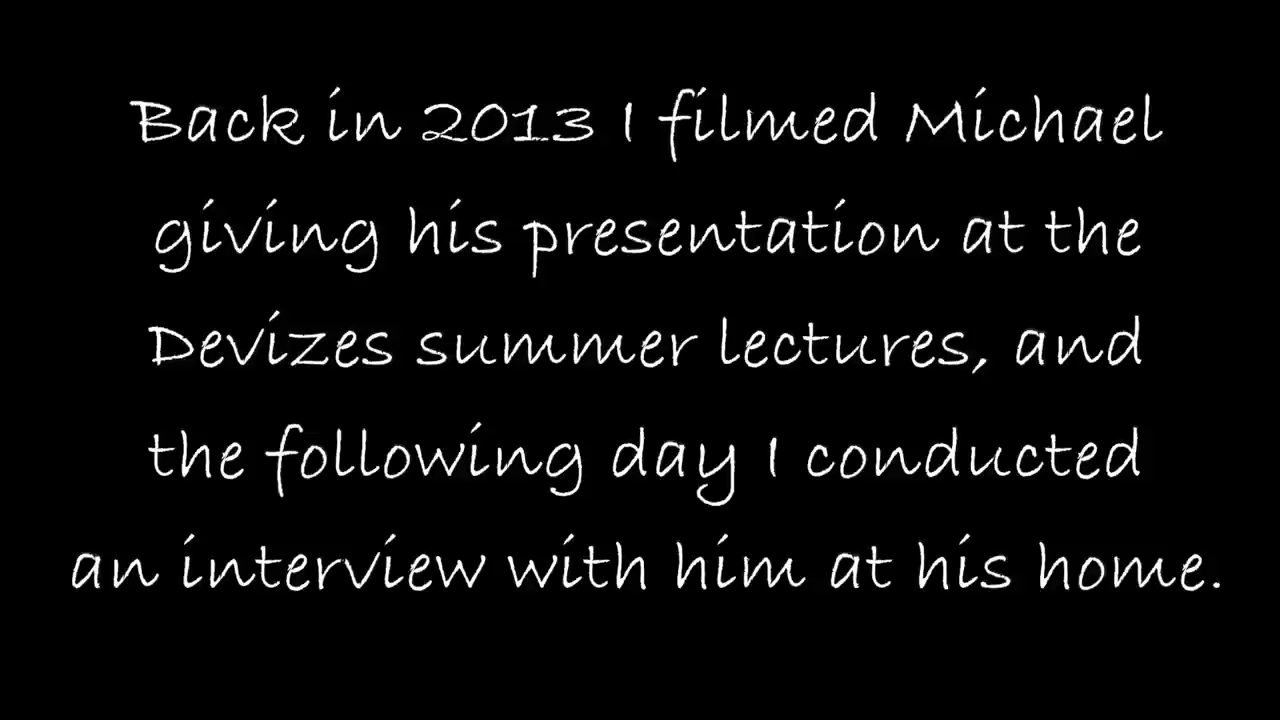 Back in 2013 I filmed Michael
giving his presentation at the
Devizes summer lectures, and
the following day I conducted
an interview with him at his home.